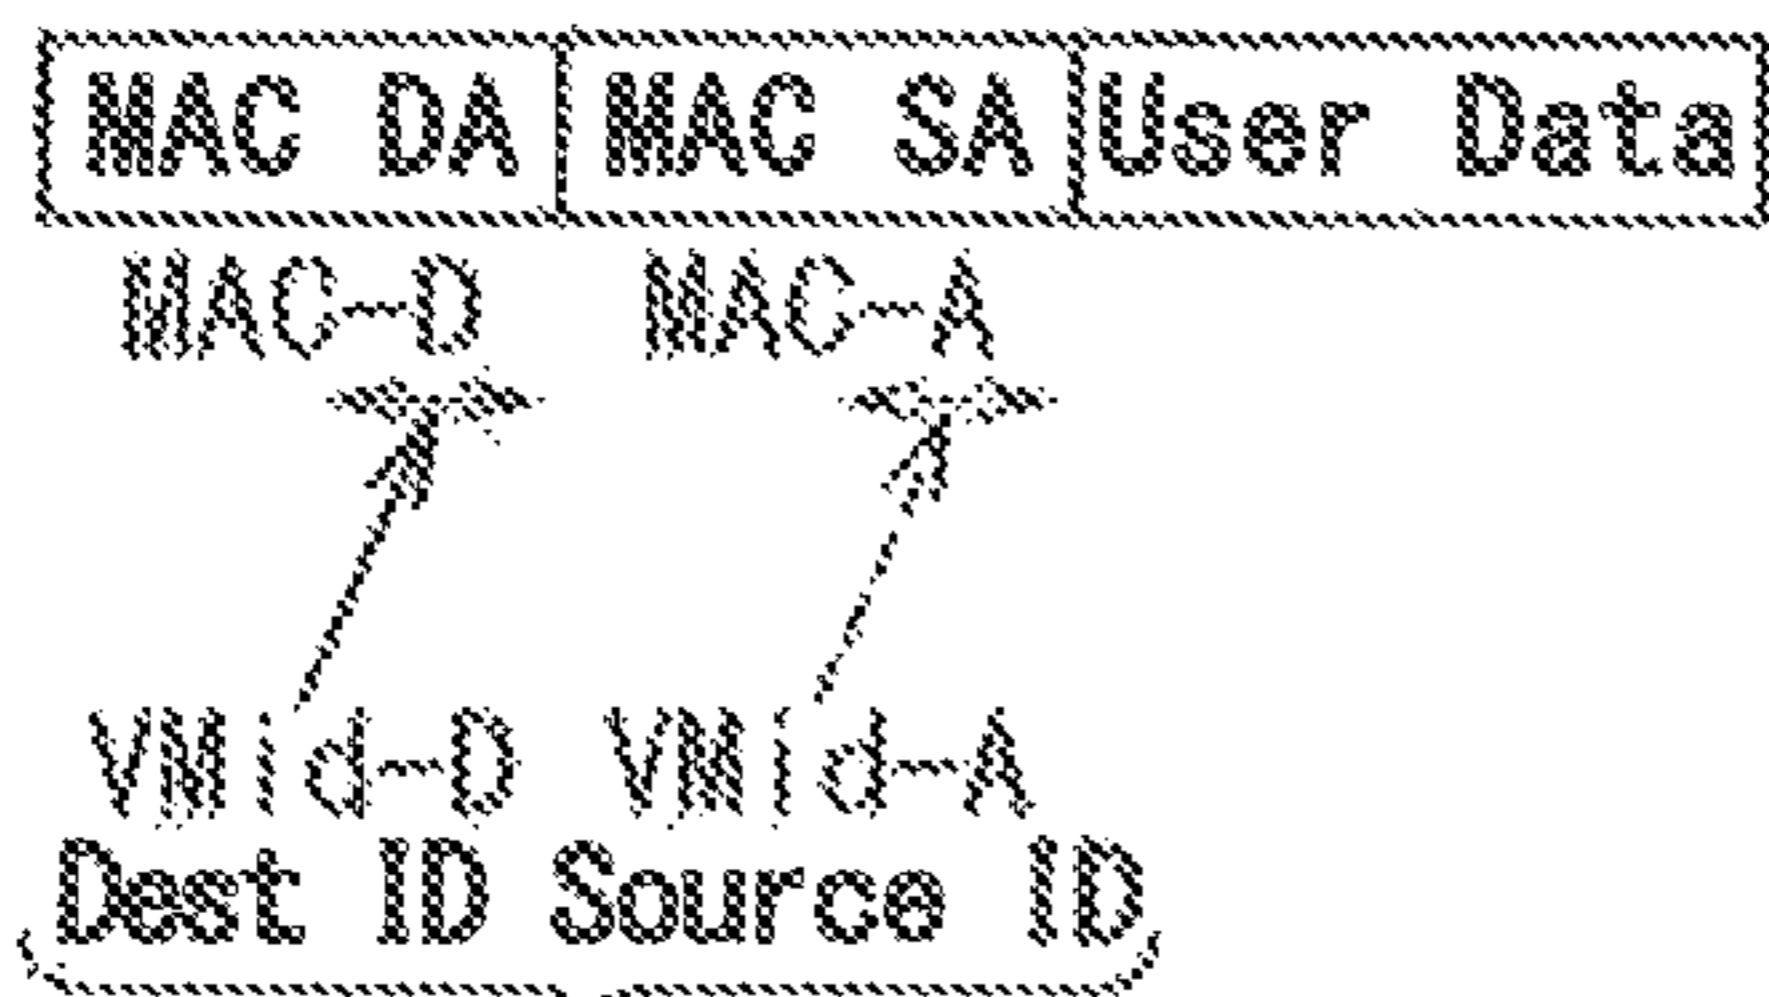 MAC DA MAC SA User Data
MAC-D MAC-A
VMid-D VMid-A
Dest ID Source ID